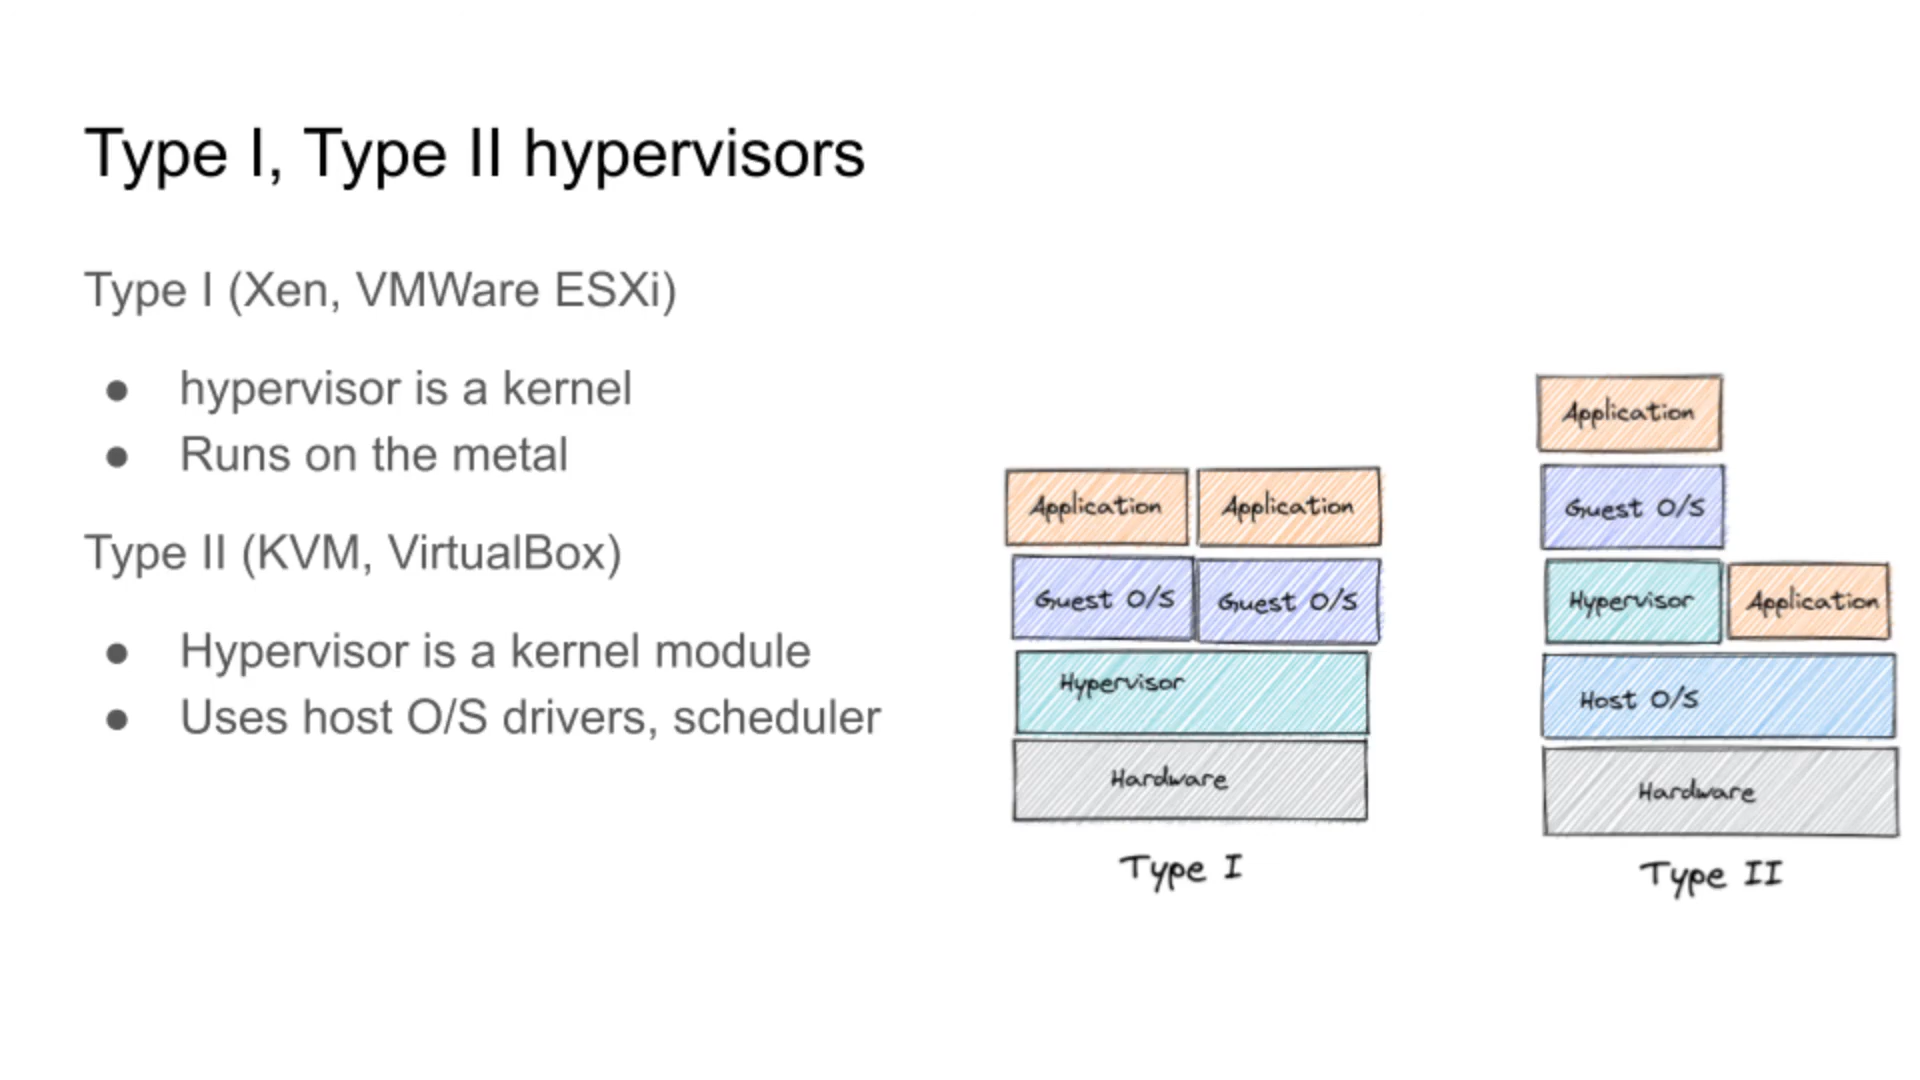 Type I, Type II hypervisors
Type I (Xen, VMWare ESXi)
● hypervisor is a kernel
● Runs on the metal
Type II (KVM, VirtualBox)
● Hypervisor is a kernel module
● Uses host O/S drivers, scheduler
Application Application
Guest O/S Guest O/S
Hypervisor
Hardware
Type I
Application
Guest O/S
Hypervisor Application
Host O/S
Hardware
Type II